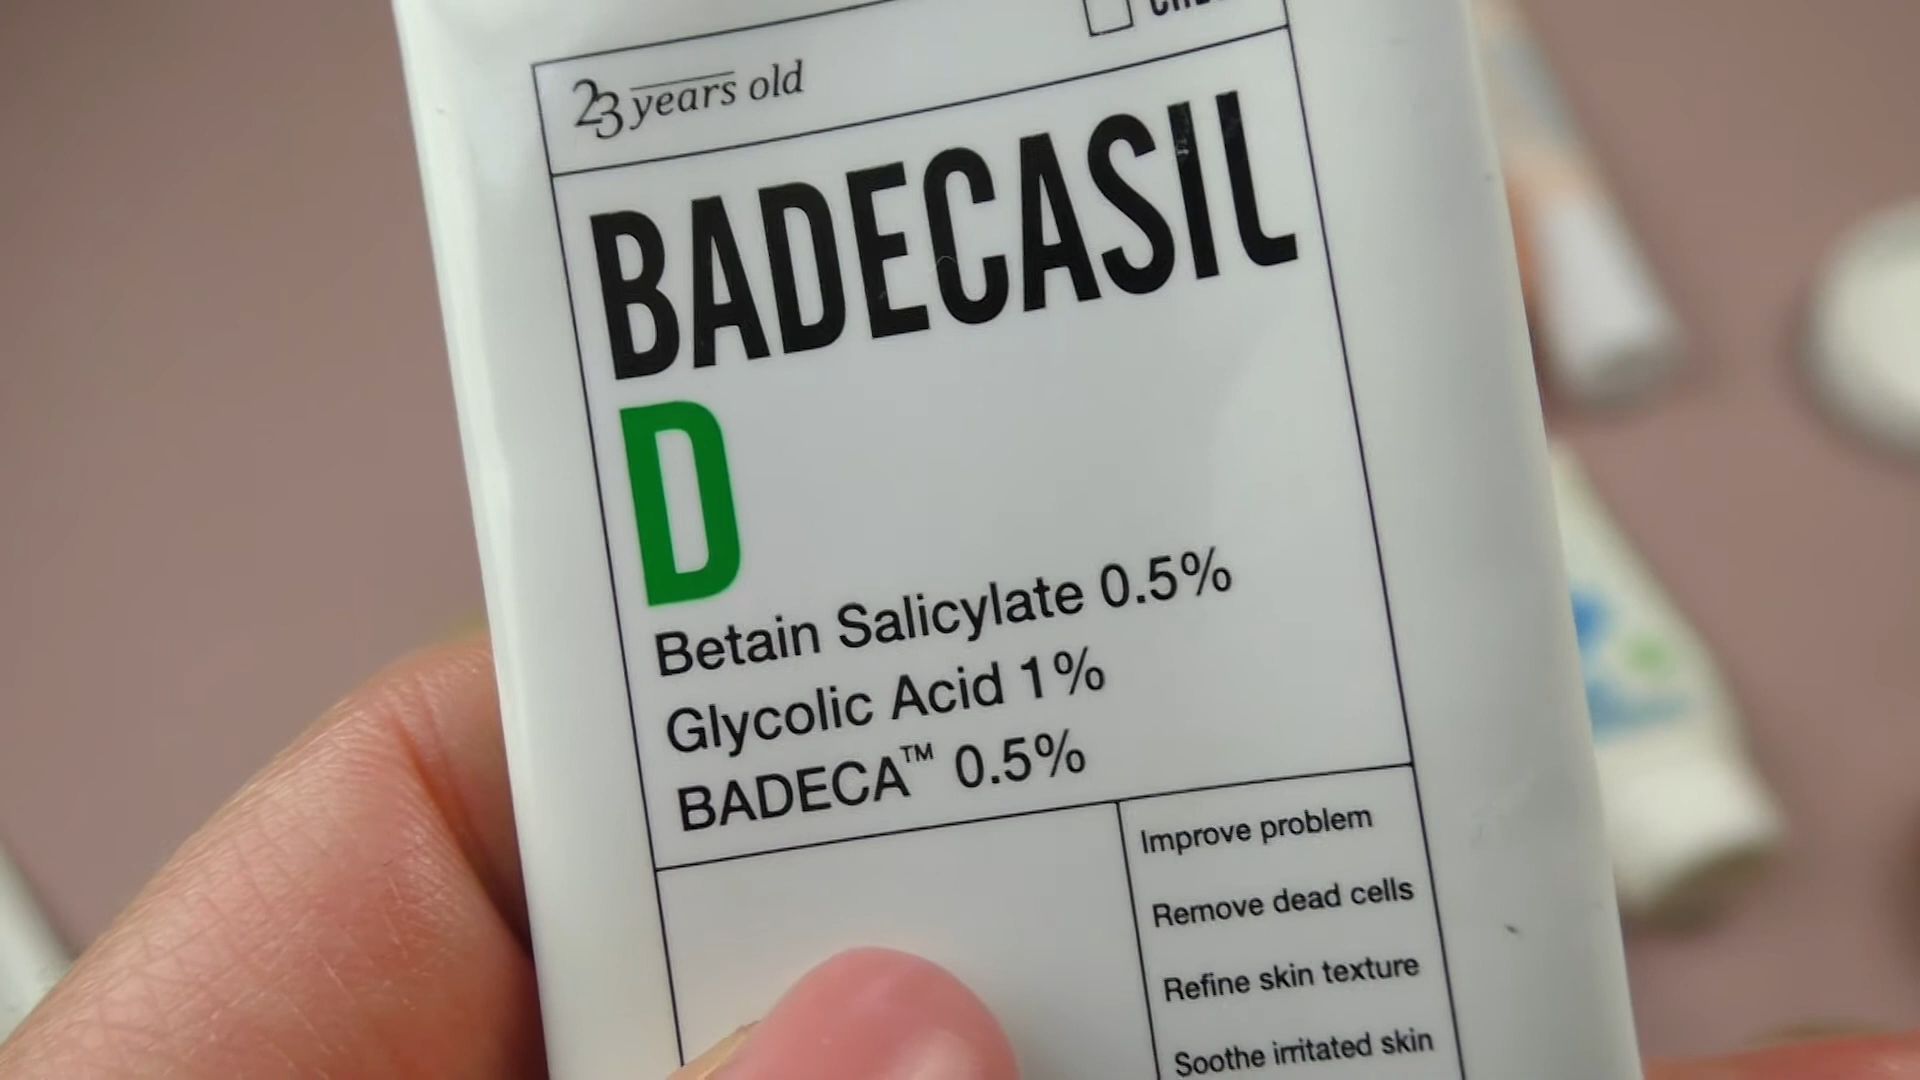 23 years old
BADECASIL
D
Betain Salicylate 0.5%
Glycolic Acid 1%
BADECA™ 0.5%
Improve problem
Remove dead cells
Refine skin texture
Soothe irritated skin